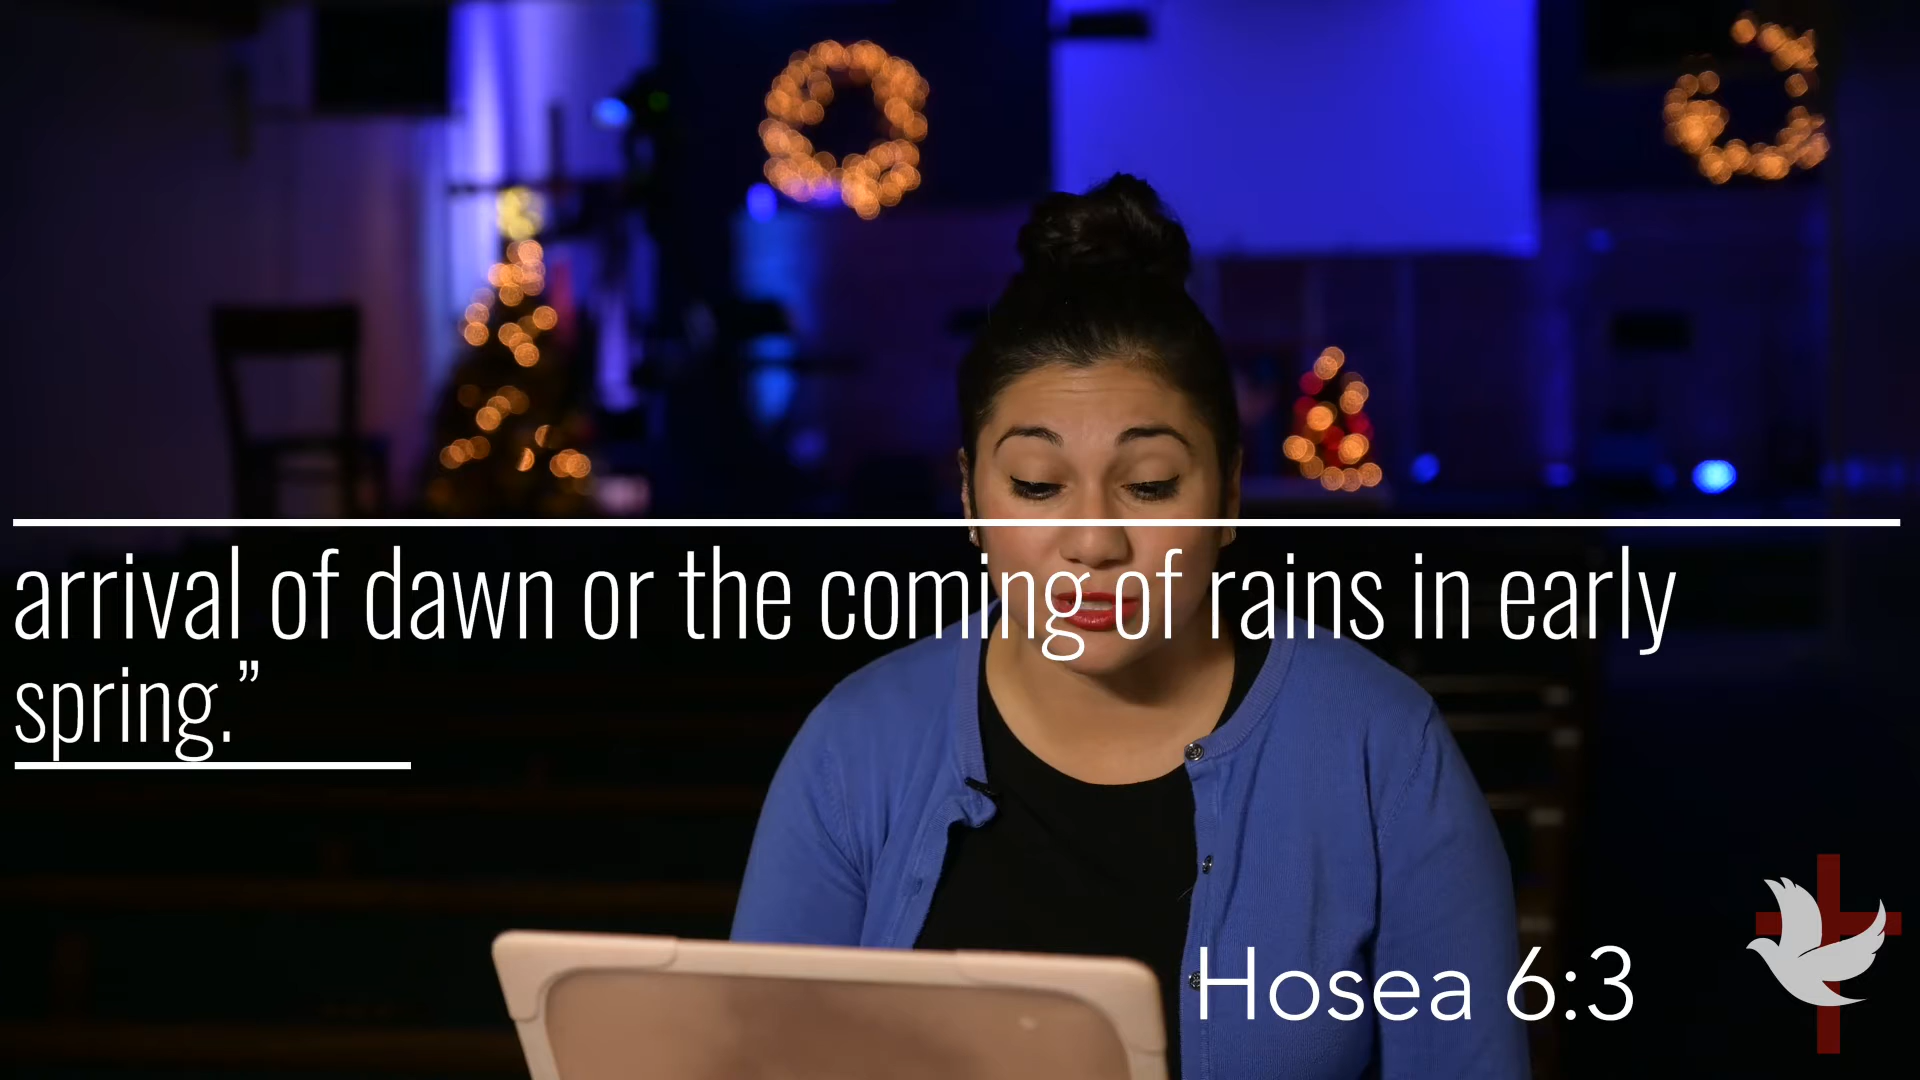 arrival of dawn or the coming of rains in early
spring.”
Hosea 6:3